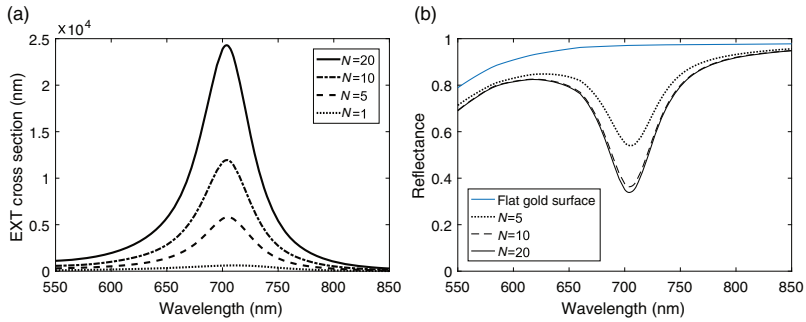 (a)
×10⁴
2.5
2
1.5
1
0.5
0
EXT cross section (nm)
N=20
N=10
N=5
N=1
550 600 650 700 750 800 850
Wavelength (nm)
(b)
1
0.8
0.6
0.4
0.2
0
Reflectance
Flat gold surface
N=5
N=10
N=20
550 600 650 700 750 800 850
Wavelength (nm)